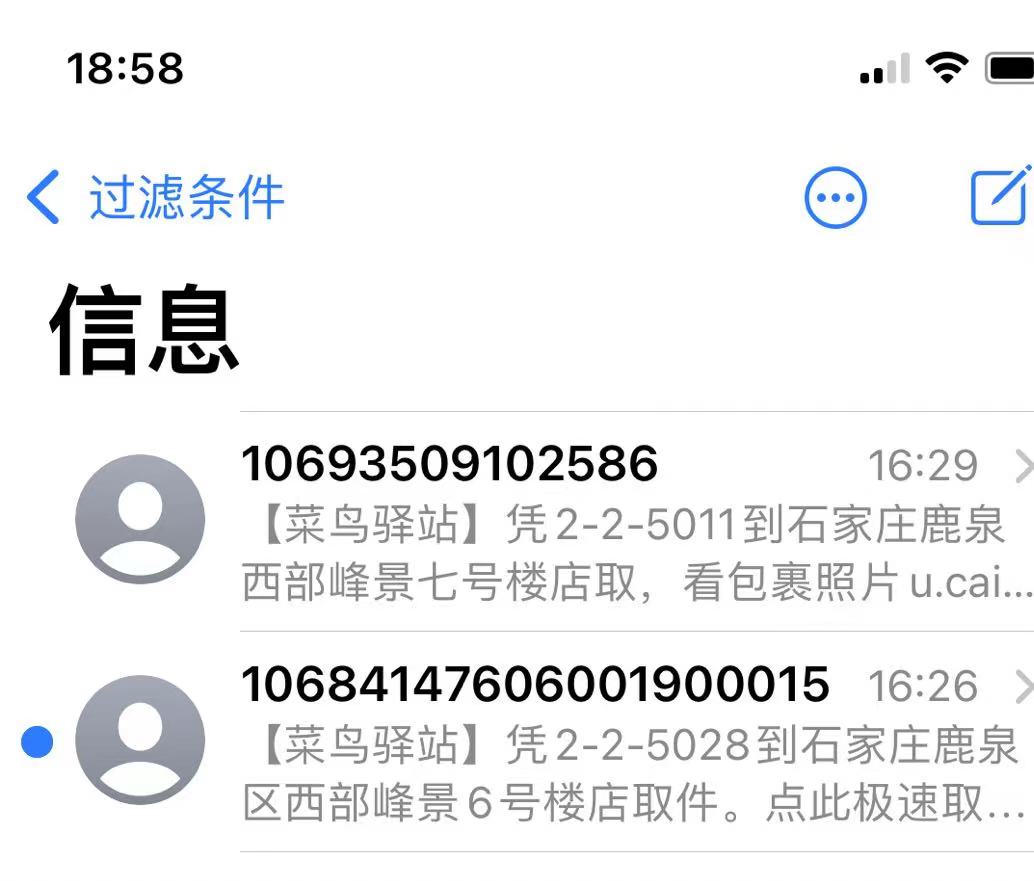 18:58
过滤条件
信息
10693509102586 16:29
【菜鸟驿站】凭2-2-5011到石家庄鹿泉
西部峰景七号楼店取，看包裹照片u.cai...
10684147606001900015 16:26
【菜鸟驿站】凭2-2-5028到石家庄鹿泉
区西部峰景6号楼店取件。点此极速取...